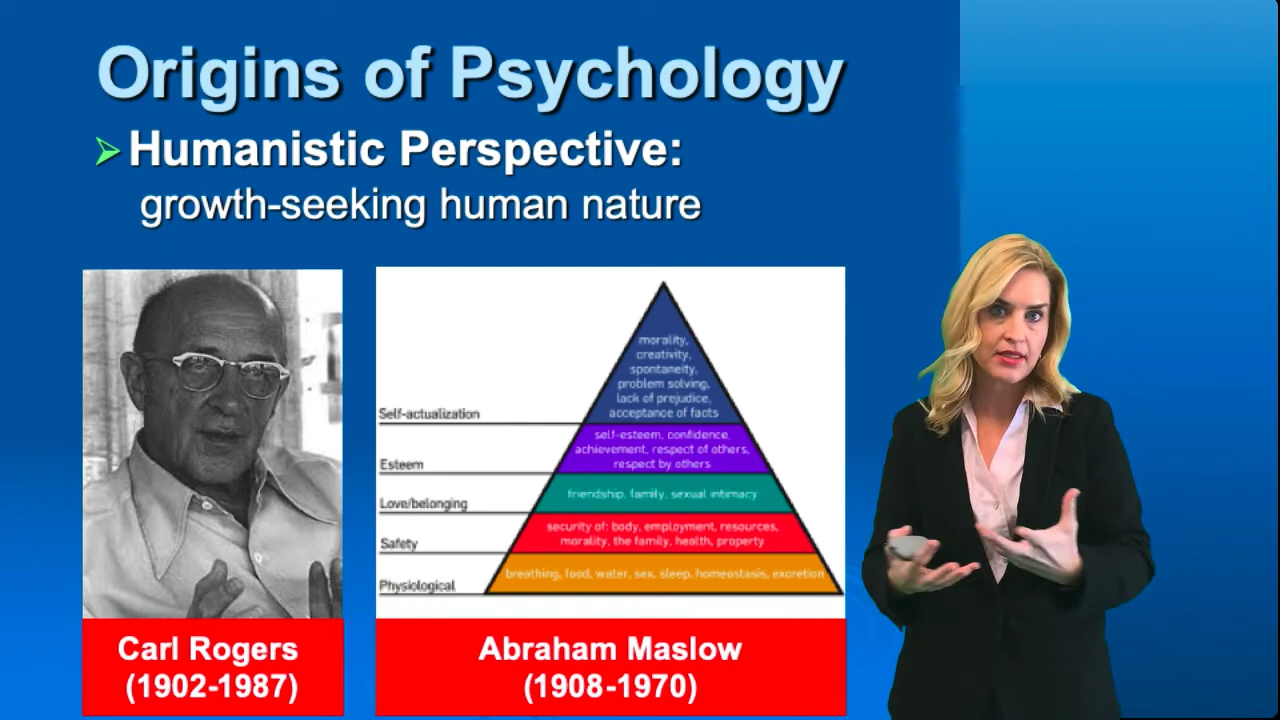 Origins of Psychology
Humanistic Perspective:
growth-seeking human nature
morality,
creativity,
spontaneity,
problem solving,
lack of prejudice,
acceptance of facts
Self-actualization
self-esteem, confidence,
achievement, respect of others,
respect by others
Esteem
friendship, family, sexual intimacy
Love/belonging
security of: body, employment, resources,
morality, the family, health, property
Safety
breathing, food, water, sex, sleep, homeostasis, excretion
Physiological
Carl Rogers
(1902-1987)
Abraham Maslow
(1908-1970)